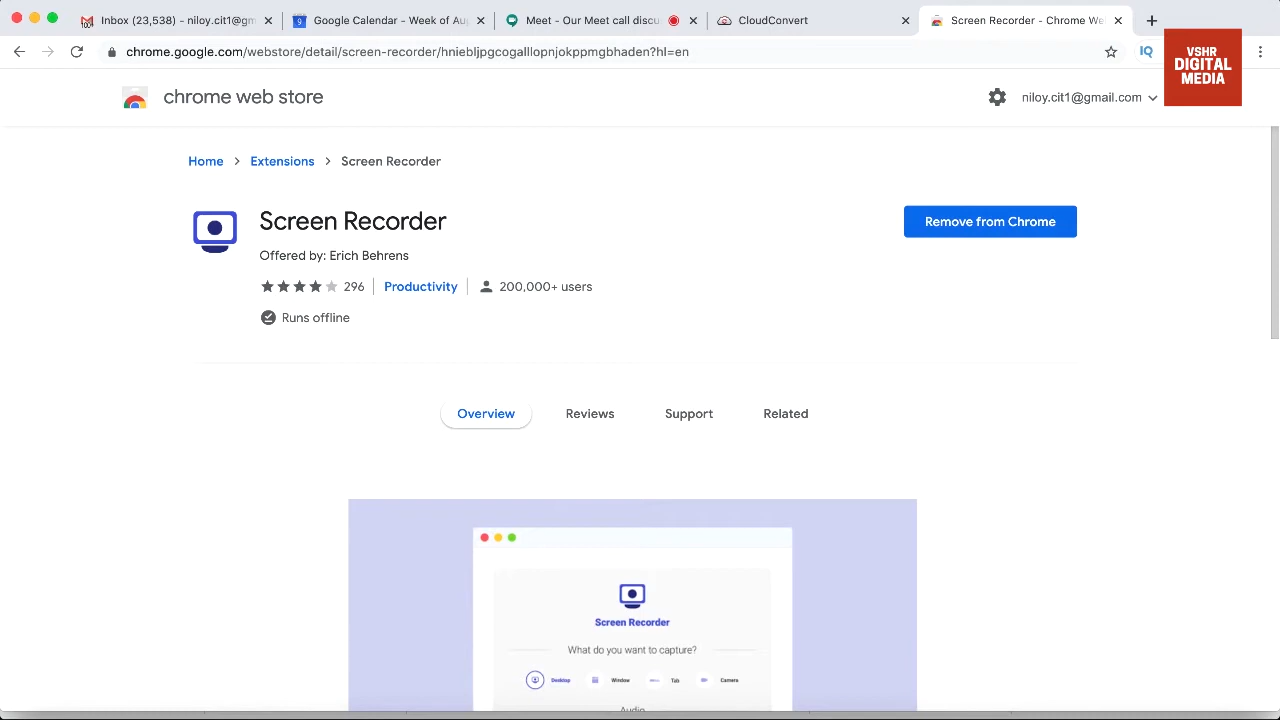 Inbox (23,538) - niloy.cit1@gm
Google Calendar - Week of Au
Meet - Our Meet call discu
CloudConvert
Screen Recorder - Chrome We
chrome.google.com/webstore/detail/screen-recorder/hniebljpgcogalllopnjokppmgbhaden?hl=en
IQ
VSHR
DIGITAL
MEDIA
chrome web store
niloy.cit1@gmail.com
Home
Extensions
Screen Recorder
Screen Recorder
Remove from Chrome
Offered by: Erich Behrens
296
Productivity
200,000+ users
Runs offline
Overview
Reviews
Support
Related
Screen Recorder
What do you want to capture?
Desktop
Window
Tab
Camera
Audio